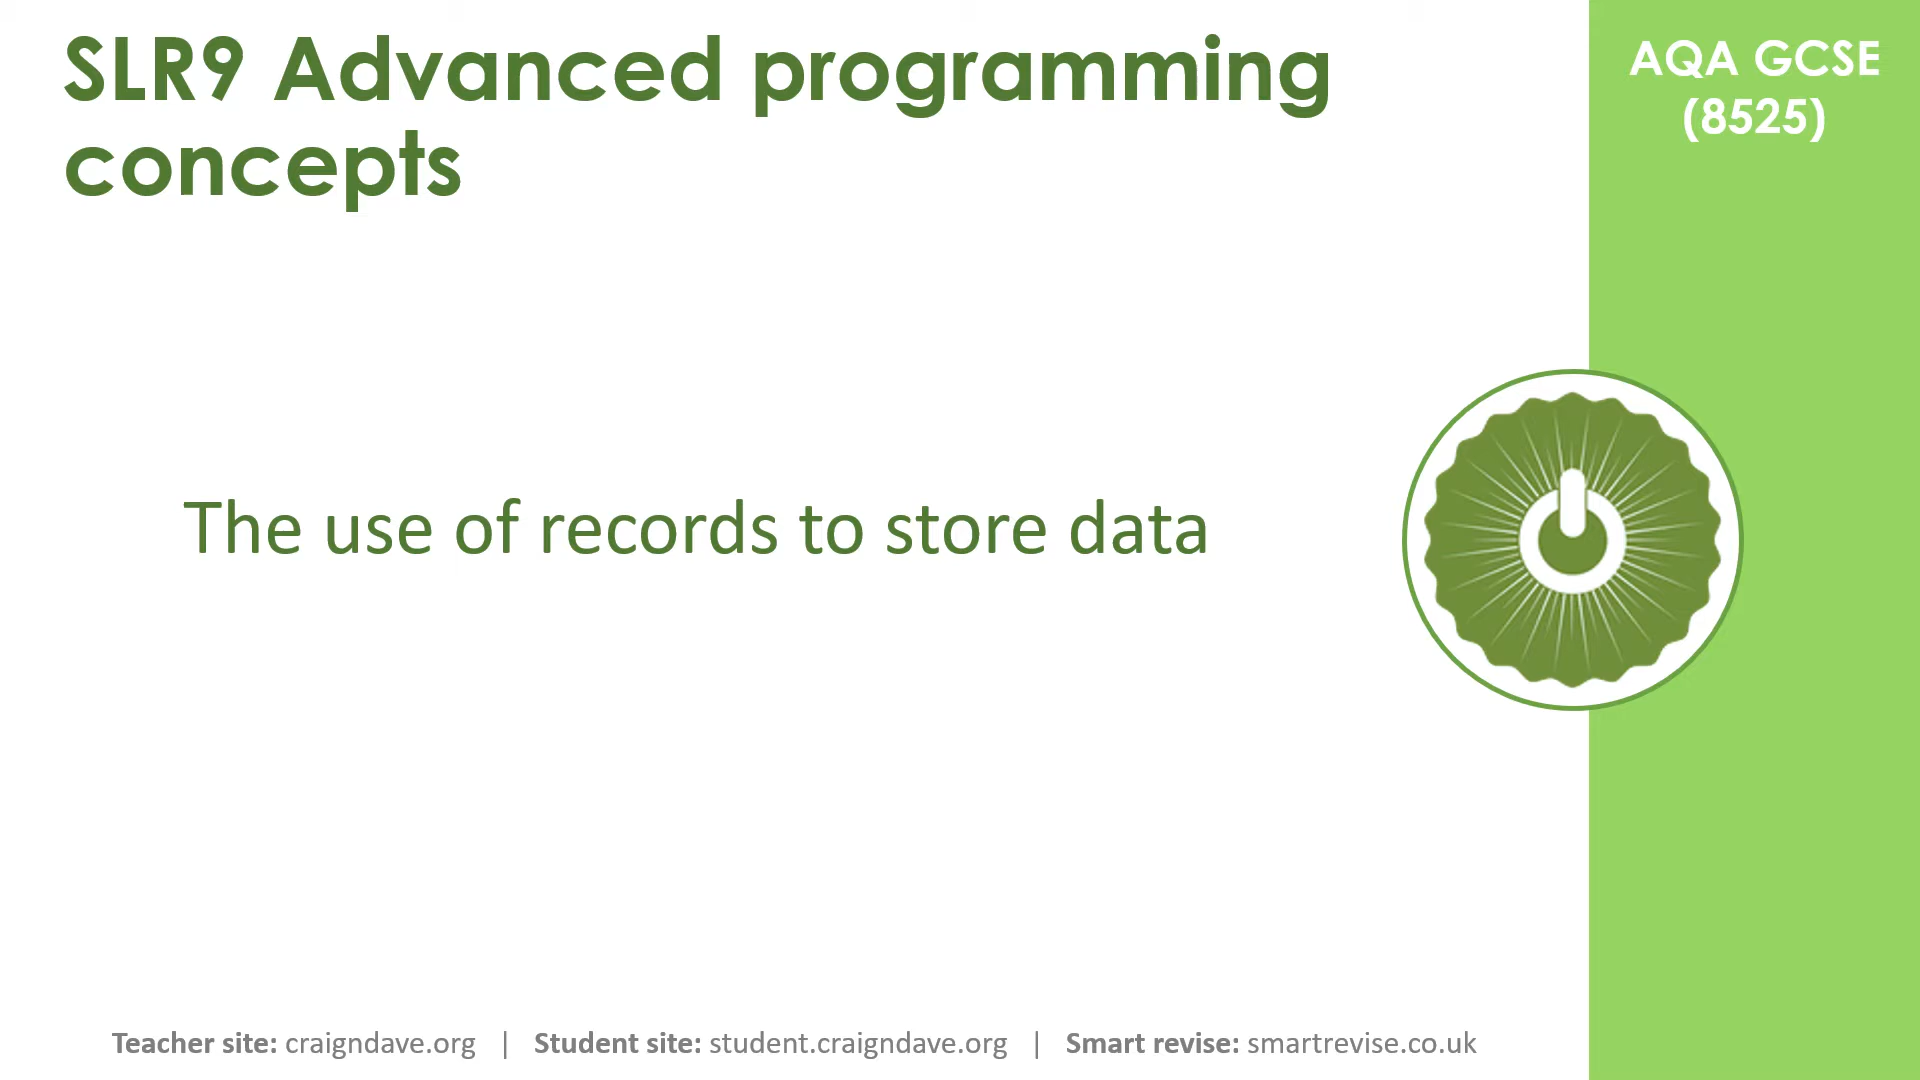 SLR9 Advanced programming
concepts
AQA GCSE
(8525)
The use of records to store data
Teacher site: craigndave.org | Student site: student.craigndave.org | Smart revise: smartrevise.co.uk